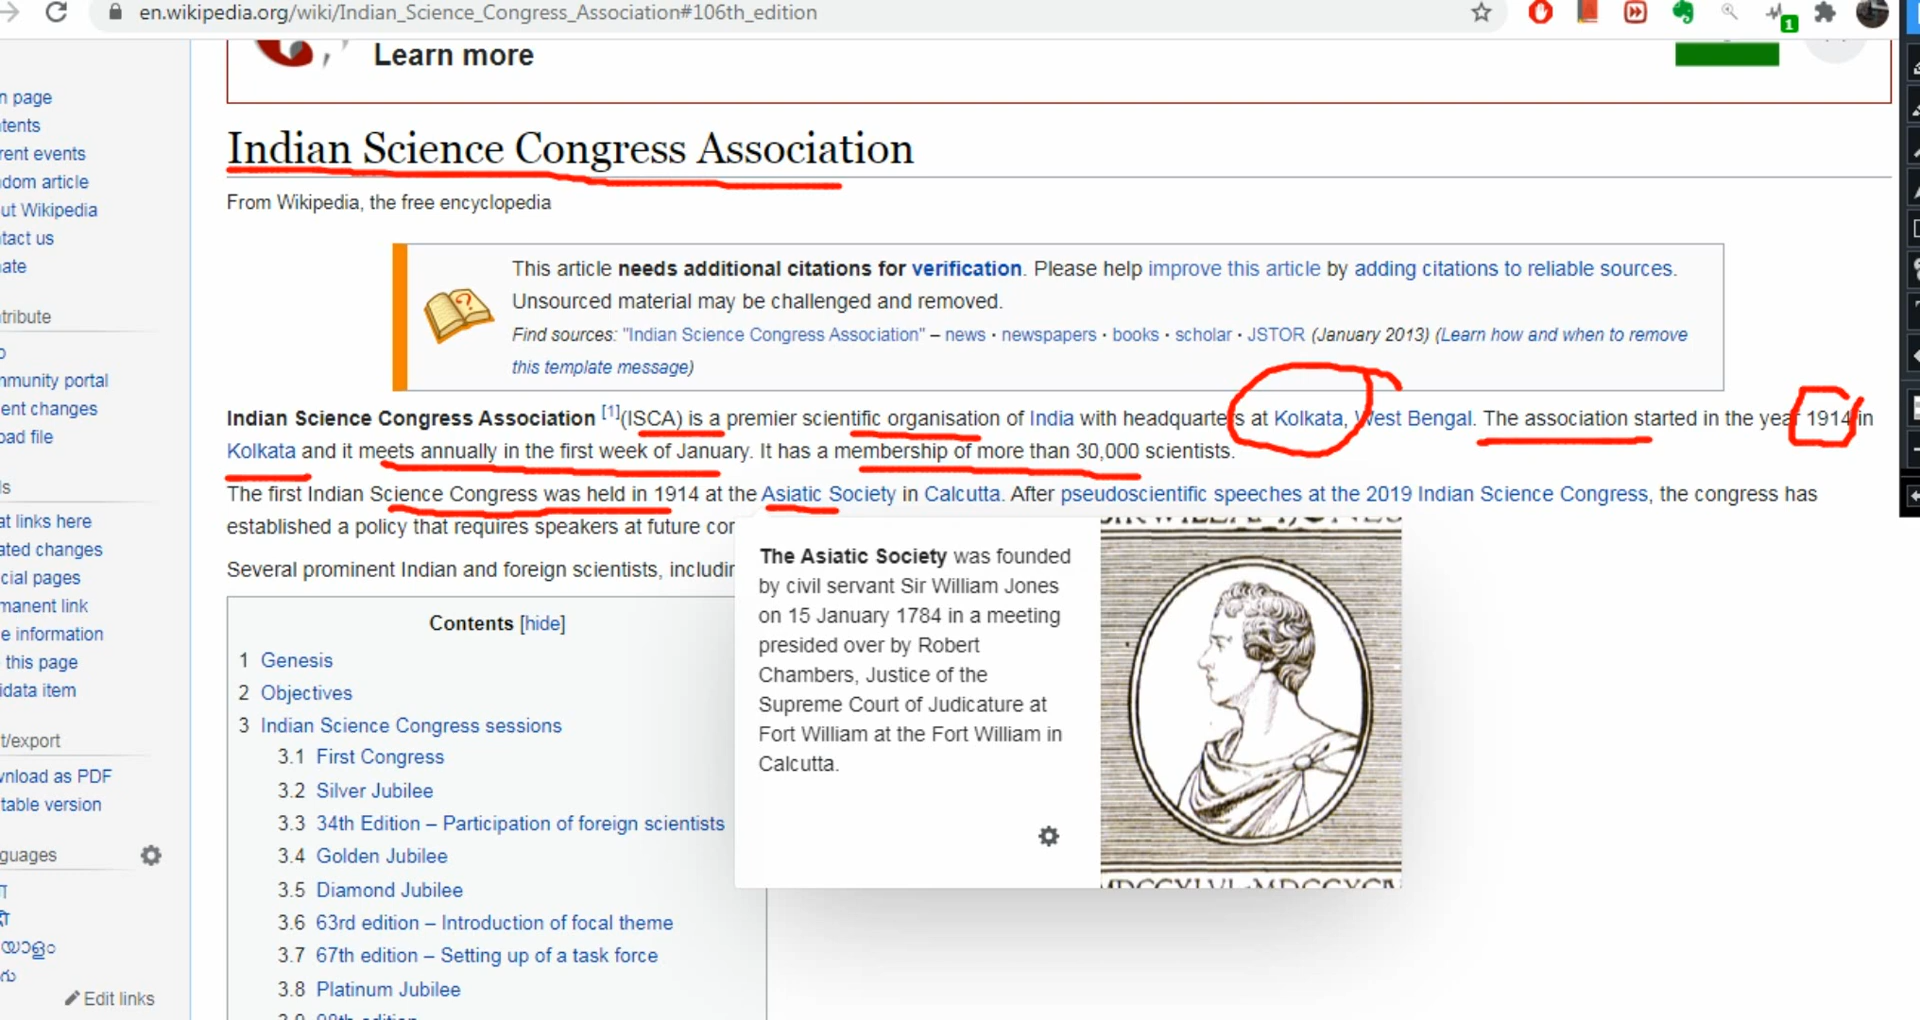 en.wikipedia.org/wiki/Indian_Science_Congress_Association#106th_edition
1
Learn more
n page
tents
rent events
dom article
ut Wikipedia
tact us
ate
tribute
o
nmunity portal
ent changes
oad file
ls
at links here
ated changes
cial pages
manent link
e information
this page
idata item
t/export
wnload as PDF
table version
guages
യാളം
Edit links
Indian Science Congress Association
From Wikipedia, the free encyclopedia
This article needs additional citations for verification. Please help improve this article by adding citations to reliable sources.
Unsourced material may be challenged and removed.
Find sources: "Indian Science Congress Association" – news · newspapers · books · scholar · JSTOR (January 2013) (Learn how and when to remove
this template message)
Indian Science Congress Association [1](ISCA) is a premier scientific organisation of India with headquarters at Kolkata, West Bengal. The association started in the year 1914 in
Kolkata and it meets annually in the first week of January. It has a membership of more than 30,000 scientists.
The first Indian Science Congress was held in 1914 at the Asiatic Society in Calcutta. After pseudoscientific speeches at the 2019 Indian Science Congress, the congress has
established a policy that requires speakers at future cor
Several prominent Indian and foreign scientists, includin
Contents [hide]
1 Genesis
2 Objectives
3 Indian Science Congress sessions
3.1 First Congress
3.2 Silver Jubilee
3.3 34th Edition – Participation of foreign scientists
3.4 Golden Jubilee
3.5 Diamond Jubilee
3.6 63rd edition – Introduction of focal theme
3.7 67th edition – Setting up of a task force
3.8 Platinum Jubilee
The Asiatic Society was founded
by civil servant Sir William Jones
on 15 January 1784 in a meeting
presided over by Robert
Chambers, Justice of the
Supreme Court of Judicature at
Fort William at the Fort William in
Calcutta.